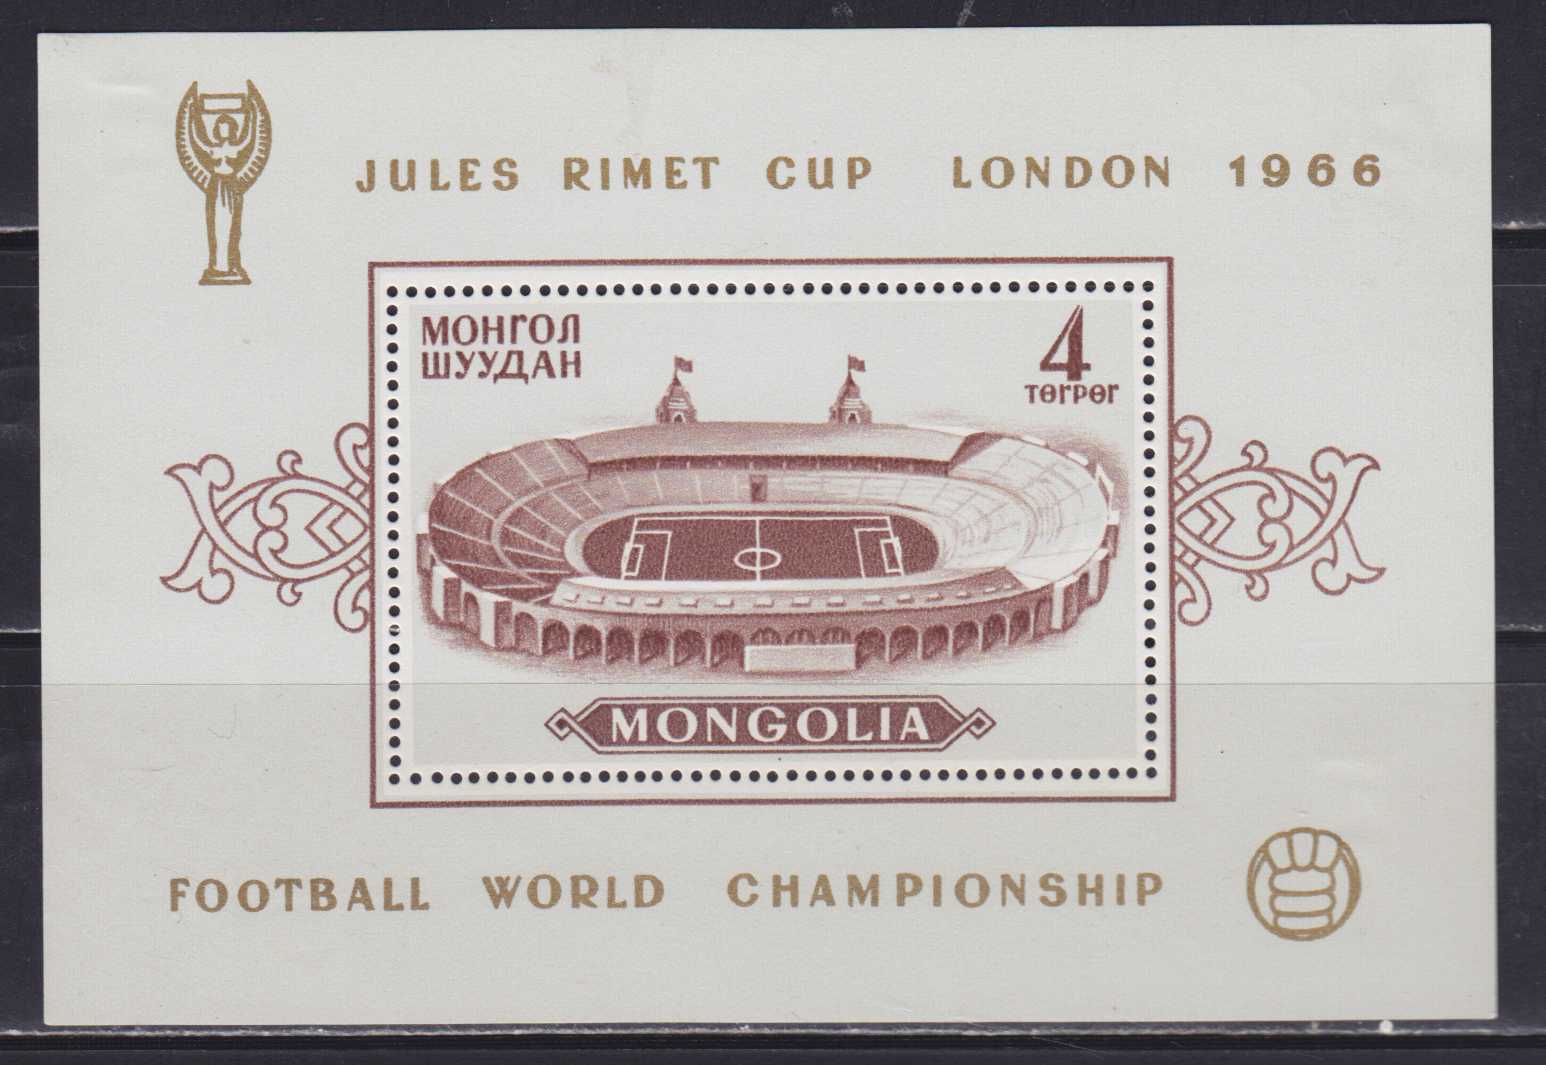 JULES RIMET CUP LONDON 1966
МОНГОЛ
ШУУДАН
4
ТӨГРӨГ
MONGOLIA
FOOTBALL WORLD CHAMPIONSHIP